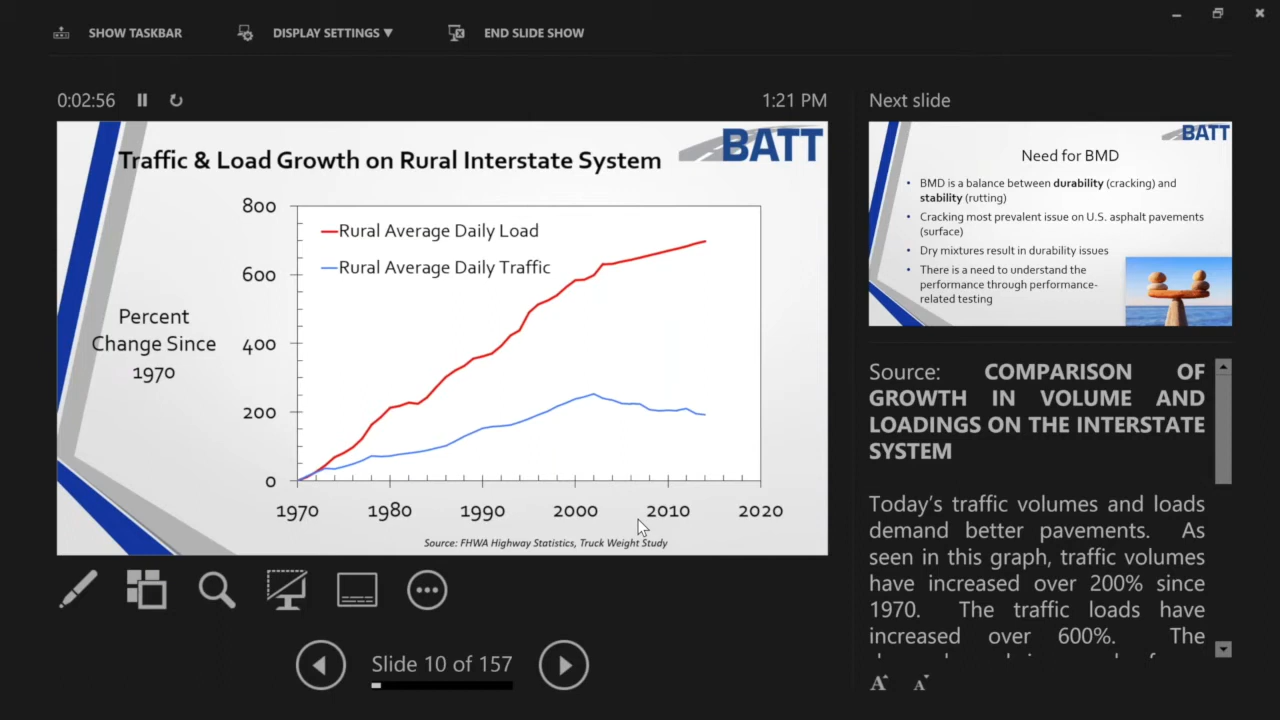 SHOW TASKBAR
DISPLAY SETTINGS ▼
END SLIDE SHOW
0:02:56
1:21 PM
Next slide
Traffic & Load Growth on Rural Interstate System
BATT
800
600
400
200
0
Rural Average Daily Load
Rural Average Daily Traffic
Percent
Change Since
1970
1970 1980 1990 2000 2010 2020
Source: FHWA Highway Statistics, Truck Weight Study
BATT
Need for BMD
• BMD is a balance between durability (cracking) and
stability (rutting)
• Cracking most prevalent issue on U.S. asphalt pavements
(surface)
• Dry mixtures result in durability issues
• There is a need to understand the
performance through performance-
related testing
Source: COMPARISON OF
GROWTH IN VOLUME AND
LOADINGS ON THE INTERSTATE
SYSTEM
Today's traffic volumes and loads
demand better pavements. As
seen in this graph, traffic volumes
have increased over 200% since
1970. The traffic loads have
increased over 600%. The
Slide 10 of 157
A A